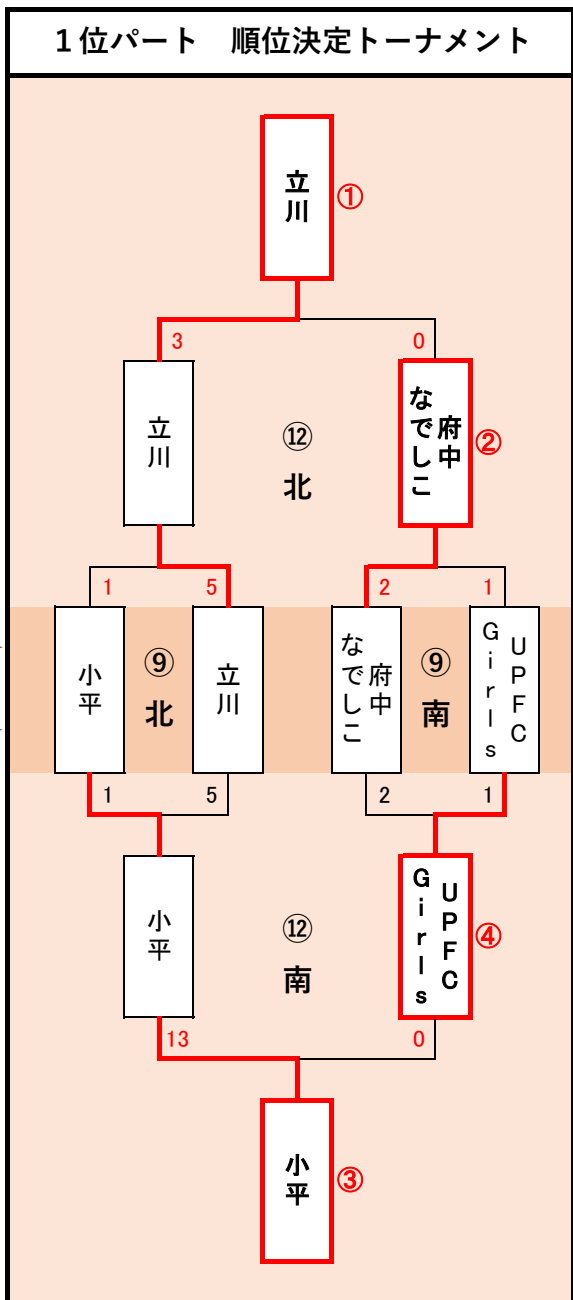 1位パート 順位決定トーナメント
立川
①
3
0
立川
⑫
北
府中
なでしこ
②
1
5
2
1
小平
⑨
北
立川
府中
なでしこ
⑨
南
UPFC
Girls
1
5
2
1
小平
⑫
南
UPFC
Girls
④
13
0
小平
③